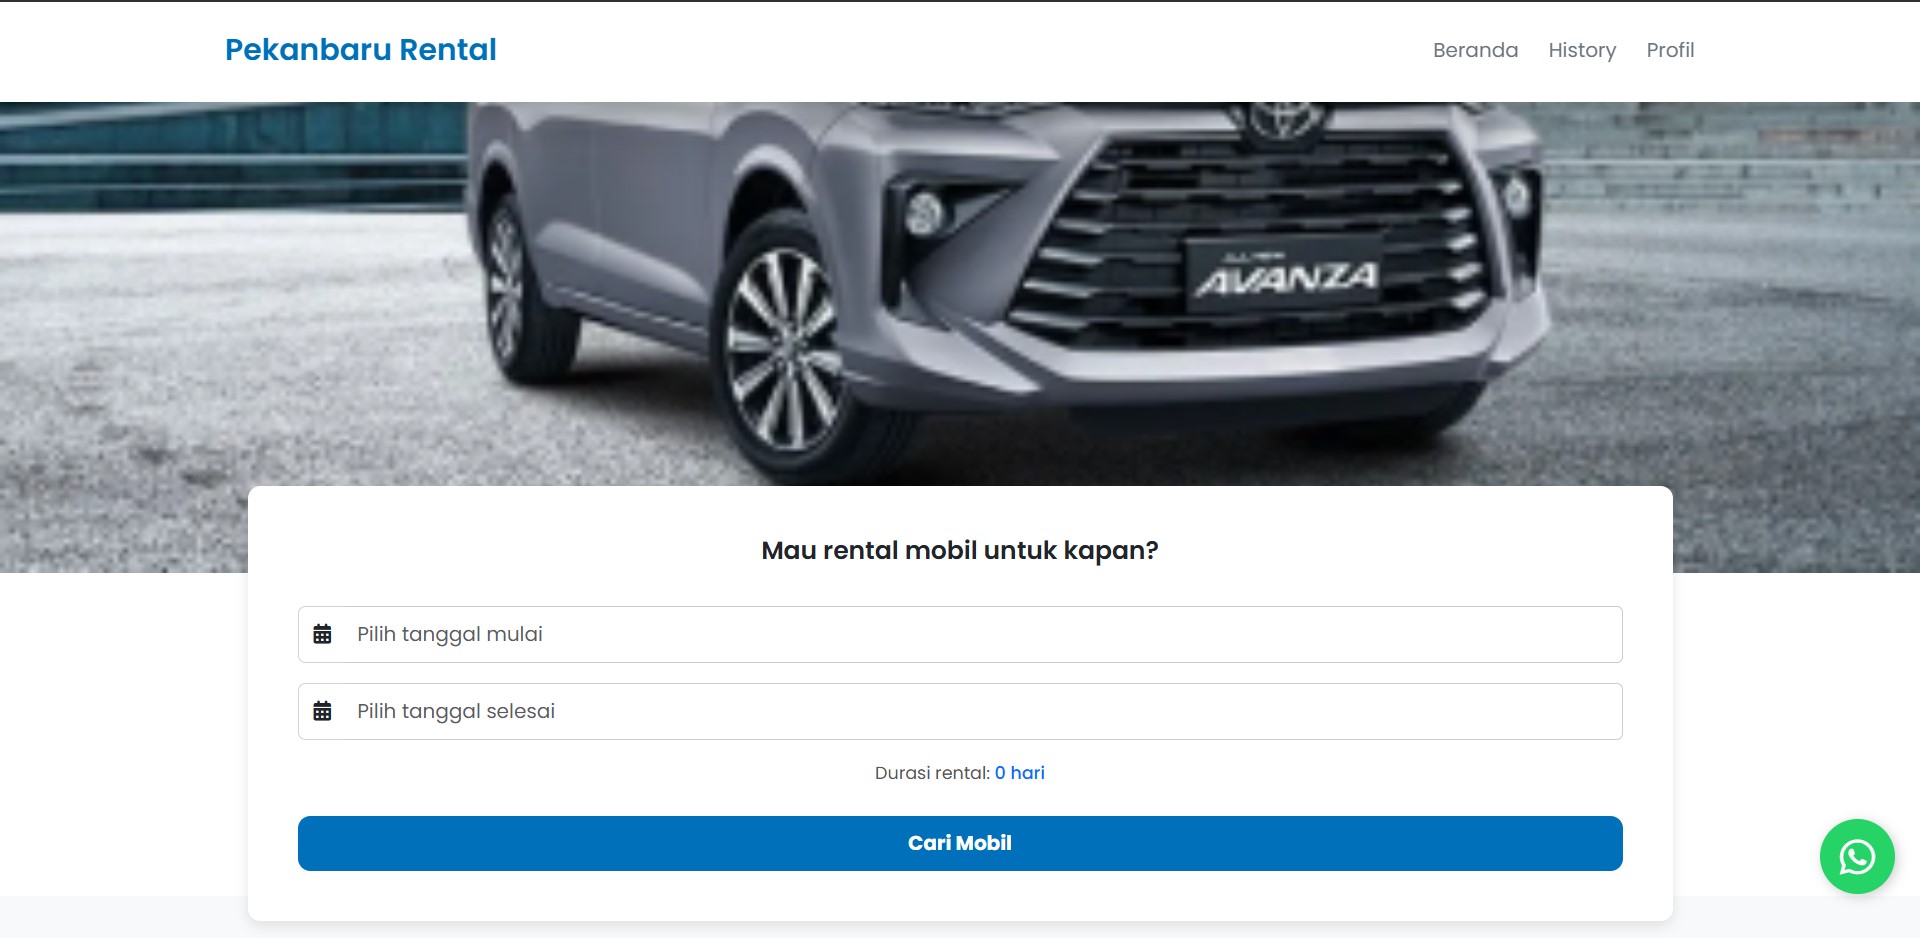 Pekanbaru Rental
Beranda History Profil
AVANZA
Mau rental mobil untuk kapan?
Pilih tanggal mulai
Pilih tanggal selesai
Durasi rental: 0 hari
Cari Mobil